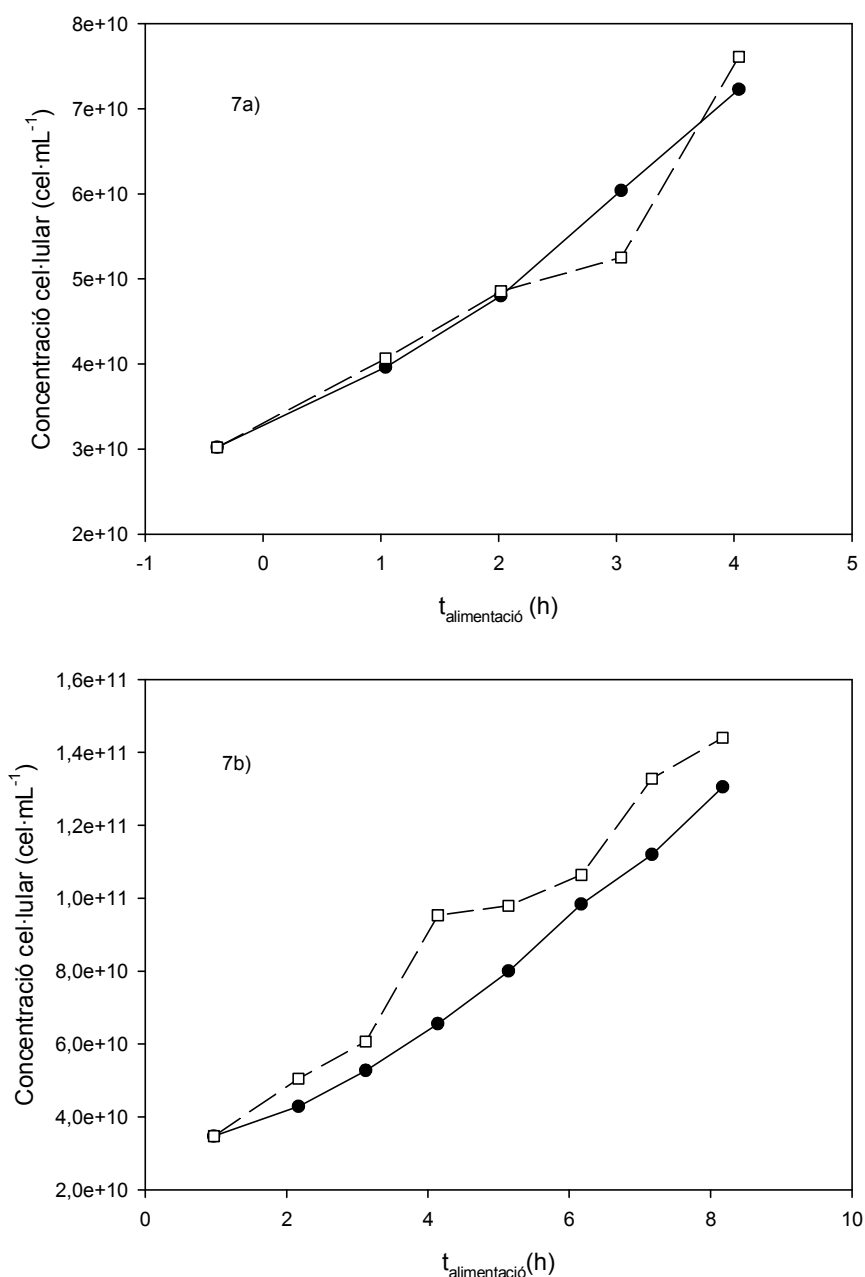 8e+10
7a)
7e+10
6e+10
5e+10
4e+10
3e+10
2e+10
Concentració cel·lular (cel·mL-1)
-1 0 1 2 3 4 5
talimentació (h)
1,6e+11
7b)
1,4e+11
1,2e+11
1,0e+11
8,0e+10
6,0e+10
4,0e+10
2,0e+10
Concentració cel·lular (cel·mL-1)
0 2 4 6 8 10
talimentació(h)